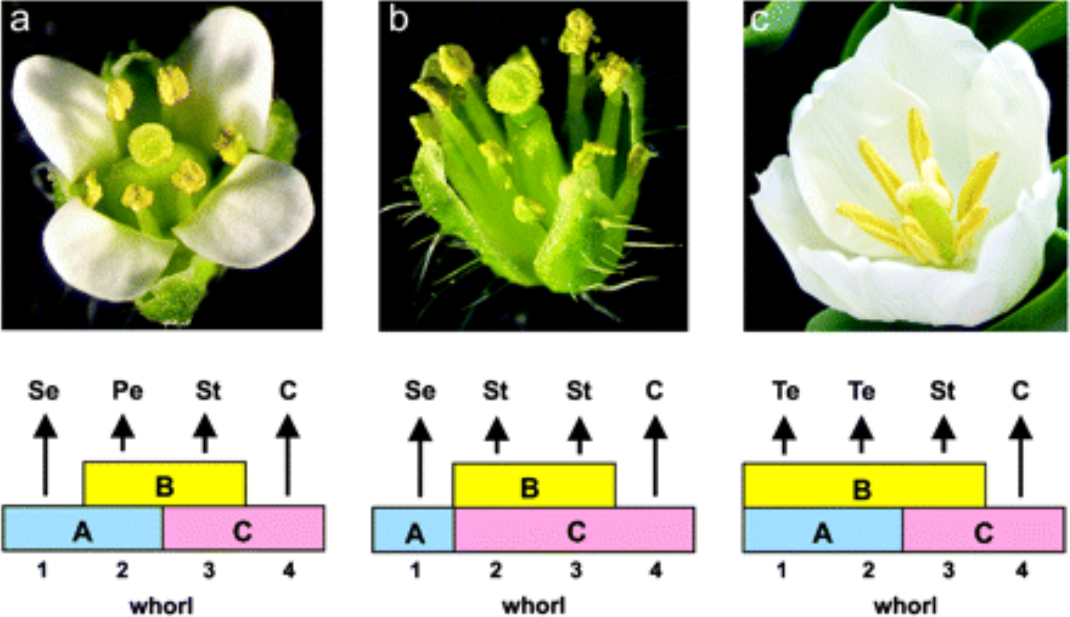 a b c
Se Pe St C Se St St C Te Te St C
B B B
A C A C A C
1 2 3 4 1 2 3 4 1 2 3 4
whorl whorl whorl